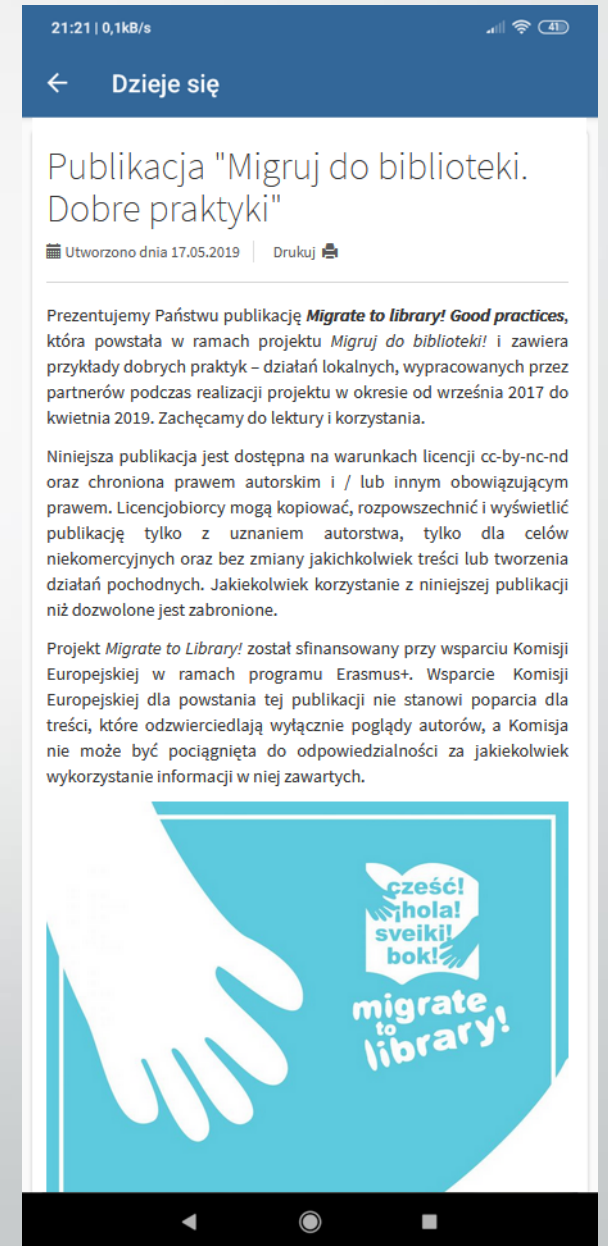 21:21 | 0,1kB/s
41
Dzieje się
Publikacja "Migruj do biblioteki.
Dobre praktyki"
Utworzono dnia 17.05.2019 Drukuj
Prezentujemy Państwu publikację Migrate to library! Good practices,
która powstała w ramach projektu Migruj do biblioteki! i zawiera
przykłady dobrych praktyk – działań lokalnych, wypracowanych przez
partnerów podczas realizacji projektu w okresie od września 2017 do
kwietnia 2019. Zachęcamy do lektury i korzystania.
Niniejsza publikacja jest dostępna na warunkach licencji cc-by-nc-nd
oraz chroniona prawem autorskim i / lub innym obowiązującym
prawem. Licencjobiorcy mogą kopiować, rozpowszechnić i wyświetlić
publikację tylko z uznaniem autorstwa, tylko dla celów
niekomercyjnych oraz bez zmiany jakichkolwiek treści lub tworzenia
działań pochodnych. Jakiekolwiek korzystanie z niniejszej publikacji
niż dozwolone jest zabronione.
Projekt Migrate to Library! został sfinansowany przy wsparciu Komisji
Europejskiej w ramach programu Erasmus+. Wsparcie Komisji
Europejskiej dla powstania tej publikacji nie stanowi poparcia dla
treści, które odzwierciedlają wyłącznie poglądy autorów, a Komisja
nie może być pociągnięta do odpowiedzialności za jakiekolwiek
wykorzystanie informacji w niej zawartych.
cześć!
¡hola!
sveiki!
bok!
migrate
to
library!